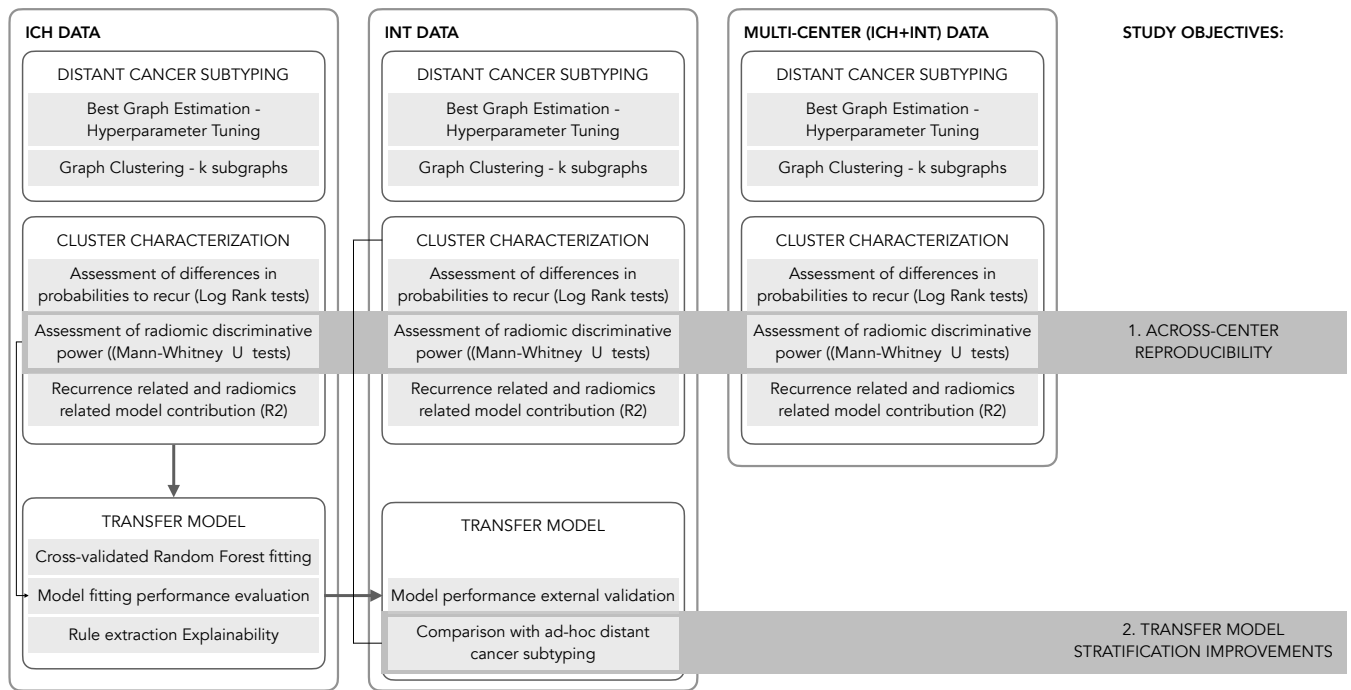 ICH DATA
DISTANT CANCER SUBTYPING
Best Graph Estimation -
Hyperparameter Tuning
Graph Clustering - k subgraphs
CLUSTER CHARACTERIZATION
Assessment of differences in
probabilities to recur (Log Rank tests)
Assessment of radiomic discriminative
power ((Mann-Whitney U tests)
Recurrence related and radiomics
related model contribution (R2)
TRANSFER MODEL
Cross-validated Random Forest fitting
Model fitting performance evaluation
Rule extraction Explainability
INT DATA
DISTANT CANCER SUBTYPING
Best Graph Estimation -
Hyperparameter Tuning
Graph Clustering - k subgraphs
CLUSTER CHARACTERIZATION
Assessment of differences in
probabilities to recur (Log Rank tests)
Assessment of radiomic discriminative
power ((Mann-Whitney U tests)
Recurrence related and radiomics
related model contribution (R2)
TRANSFER MODEL
Model performance external validation
Comparison with ad-hoc distant
cancer subtyping
MULTI-CENTER (ICH+INT) DATA
DISTANT CANCER SUBTYPING
Best Graph Estimation -
Hyperparameter Tuning
Graph Clustering - k subgraphs
CLUSTER CHARACTERIZATION
Assessment of differences in
probabilities to recur (Log Rank tests)
Assessment of radiomic discriminative
power ((Mann-Whitney U tests)
Recurrence related and radiomics
related model contribution (R2)
STUDY OBJECTIVES:
1. ACROSS-CENTER
REPRODUCIBILITY
2. TRANSFER MODEL
STRATIFICATION IMPROVEMENTS